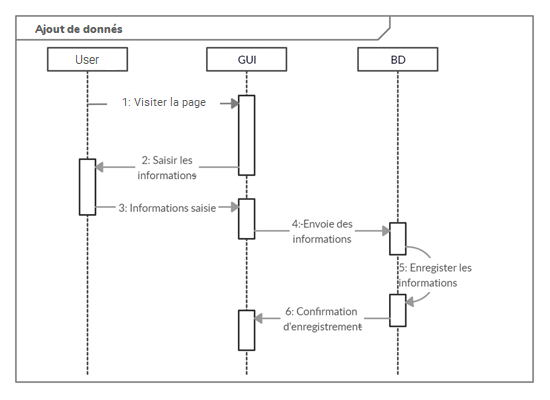 Ajout de donnés
User
GUI
BD
1: Visiter la page
2: Saisir les
informations
3: Informations saisie
4: Envoie des
informations
5: Enregister les
informations
6: Confirmation
d'enregistrement